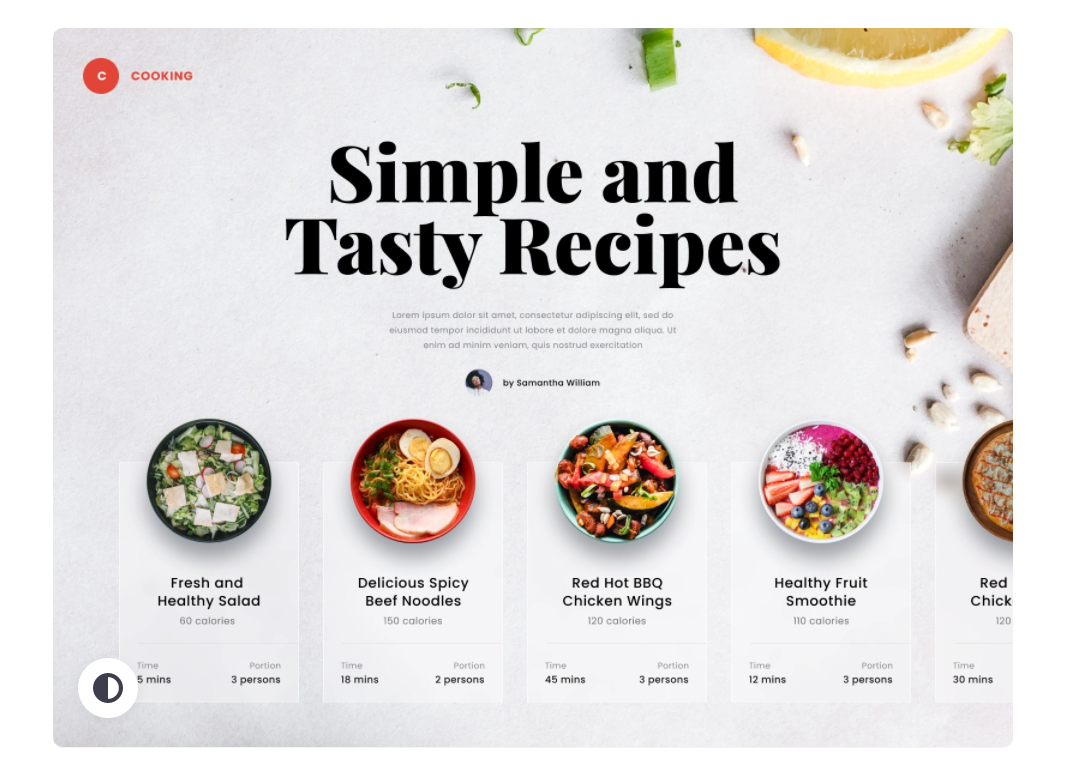 C COOKING
Simple and
Tasty Recipes
Lorem ipsum dolor sit amet, consectetur adipiscing elit, sed do
eiusmod tempor incididunt ut labore et dolore magna aliqua. Ut
enim ad minim veniam, quis nostrud exercitation
by Samantha William
Fresh and
Healthy Salad
60 calories
Time Portion
5 mins 3 persons
Delicious Spicy
Beef Noodles
150 calories
Time Portion
18 mins 2 persons
Red Hot BBQ
Chicken Wings
120 calories
Time Portion
45 mins 3 persons
Healthy Fruit
Smoothie
110 calories
Time Portion
12 mins 3 persons
Red
Chick
120
Time
30 mins